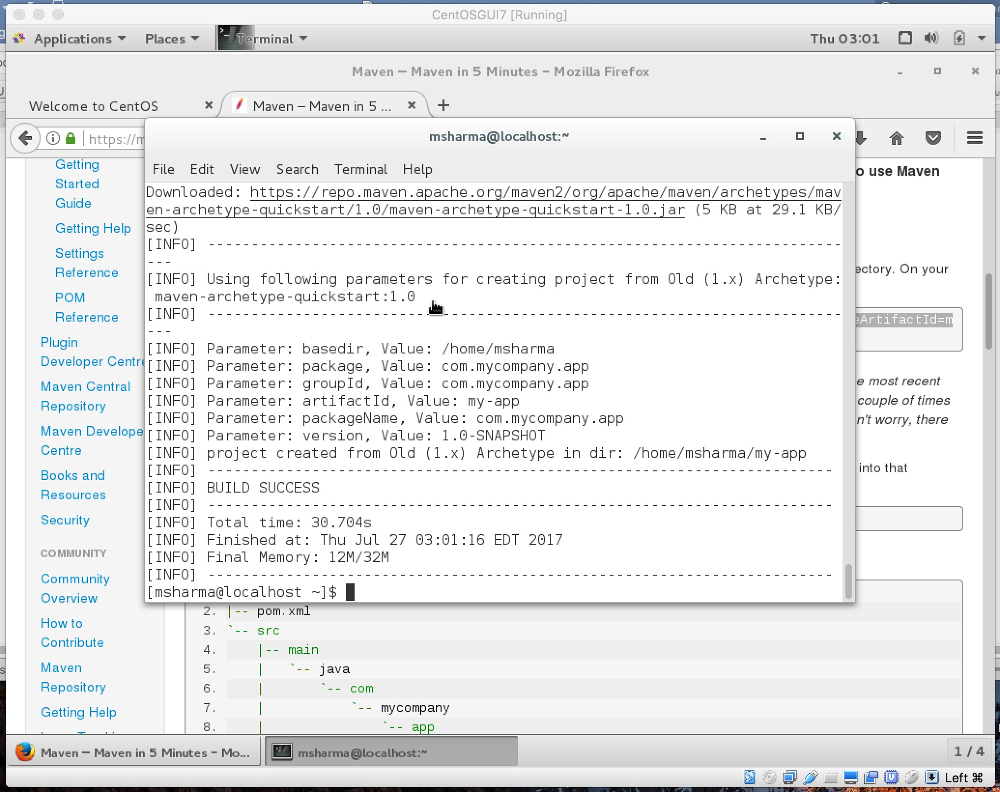 CentOSGUI7 [Running]
Applications Places Terminal Thu 03:01
Maven – Maven in 5 Minutes – Mozilla Firefox
Welcome to CentOS Maven – Maven in 5 ...
https://m
msharma@localhost:~
File Edit View Search Terminal Help
Downloaded: https://repo.maven.apache.org/maven2/org/apache/maven/archetypes/mav
en-archetype-quickstart/1.0/maven-archetype-quickstart-1.0.jar (5 KB at 29.1 KB/
sec)
[INFO] -------------------------------------------------------------------------
---
[INFO] Using following parameters for creating project from Old (1.x) Archetype:
maven-archetype-quickstart:1.0
[INFO] -------------------------------------------------------------------------
---
[INFO] Parameter: basedir, Value: /home/msharma
[INFO] Parameter: package, Value: com.mycompany.app
[INFO] Parameter: groupId, Value: com.mycompany.app
[INFO] Parameter: artifactId, Value: my-app
[INFO] Parameter: packageName, Value: com.mycompany.app
[INFO] Parameter: version, Value: 1.0-SNAPSHOT
[INFO] project created from Old (1.x) Archetype in dir: /home/msharma/my-app
[INFO] ------------------------------------------------------------------------
[INFO] BUILD SUCCESS
[INFO] ------------------------------------------------------------------------
[INFO] Total time: 30.704s
[INFO] Finished at: Thu Jul 27 03:01:16 EDT 2017
[INFO] Final Memory: 12M/32M
[INFO] ------------------------------------------------------------------------
[msharma@localhost ~]$
Getting
Started
Guide
Getting Help
Settings
Reference
POM
Reference
Plugin
Developer Centre
Maven Central
Repository
Maven Develope
Centre
Books and
Resources
Security
COMMUNITY
Community
Overview
How to
Contribute
Maven
Repository
Getting Help
o use Maven
ectory. On your
eArtifactId=m
e most recent
couple of times
n't worry, there
into that
2. |-- pom.xml
3. `-- src
4. |-- main
5. | `-- java
6. | `-- com
7. | `-- mycompany
8. | `-- app
Maven – Maven in 5 Minutes – Mo... msharma@localhost:~ 1 / 4
Left ⌘